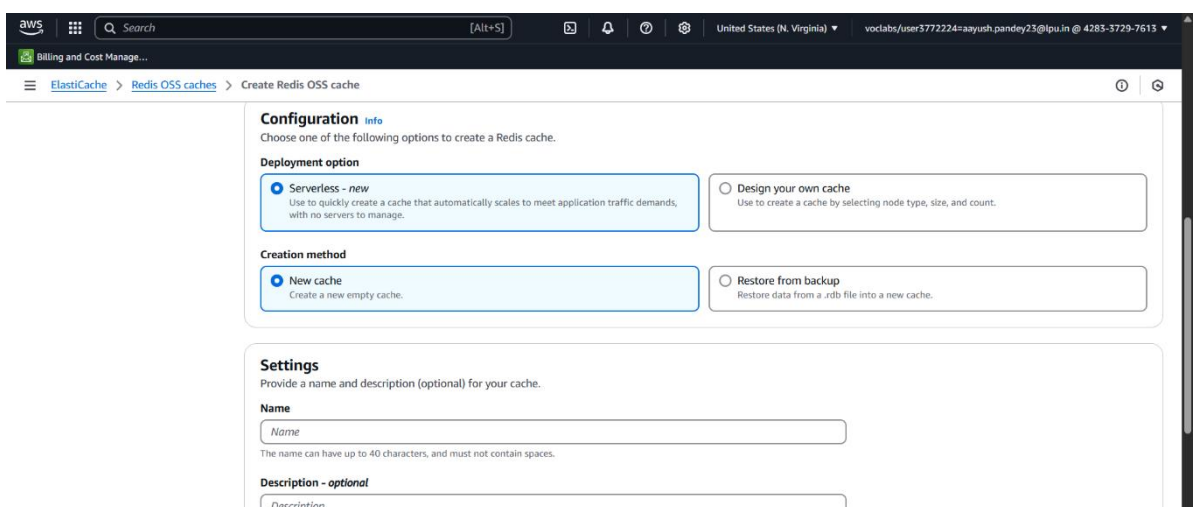 aws
Search [Alt+S] United States (N. Virginia) ▼ voclabs/user3772224=aayush.pandey23@lpu.in @ 4283-3729-7613 ▼
Billing and Cost Manage...
ElastiCache > Redis OSS caches > Create Redis OSS cache
Configuration Info
Choose one of the following options to create a Redis cache.
Deployment option
Serverless - new
Use to quickly create a cache that automatically scales to meet application traffic demands,
with no servers to manage.
Design your own cache
Use to create a cache by selecting node type, size, and count.
Creation method
New cache
Create a new empty cache.
Restore from backup
Restore data from a .rdb file into a new cache.
Settings
Provide a name and description (optional) for your cache.
Name
Name
The name can have up to 40 characters, and must not contain spaces.
Description - optional
Description